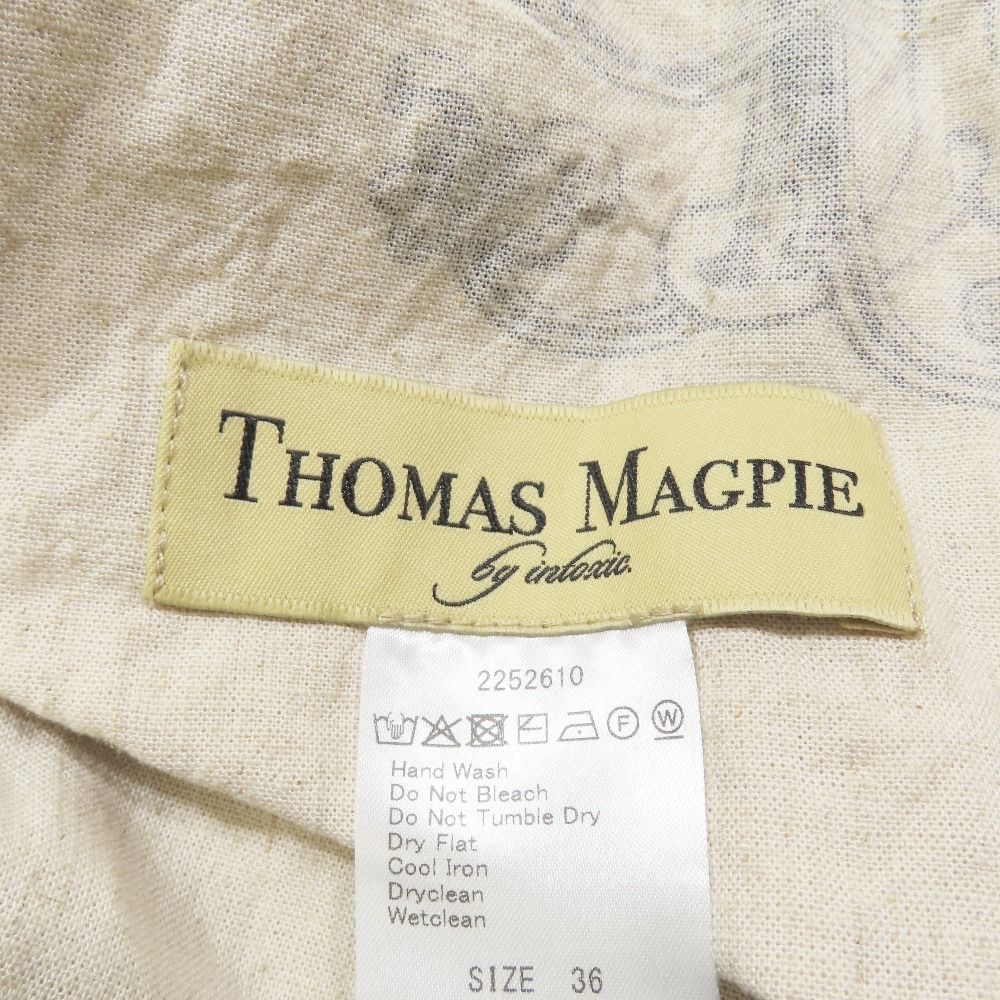 THOMAS MAGPIE
by intoxic.
2252610
F W
Hand Wash
Do Not Bleach
Do Not Tumble Dry
Dry Flat
Cool Iron
Dryclean
Wetclean
SIZE 36